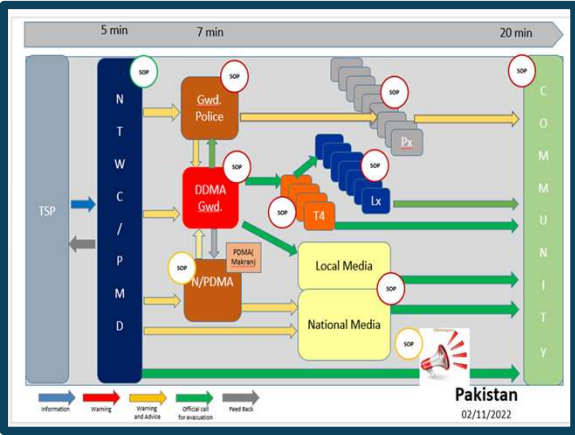 5 min
7 min
20 min
TSP
N
T
W
C
/
P
M
D
SOP
Gwd.
Police
SOP
SOP
Px
SOP
C
O
M
M
U
N
I
T
y
DDMA
Gwd.
SOP
SOP
T4
SOP
Lx
PDMA(
Makran)
SOP
N/PDMA
Local Media
SOP
National Media
SOP
Pakistan
02/11/2022
Information
Warning
Warning
and Advice
Official call
for evacuation
Feed Back